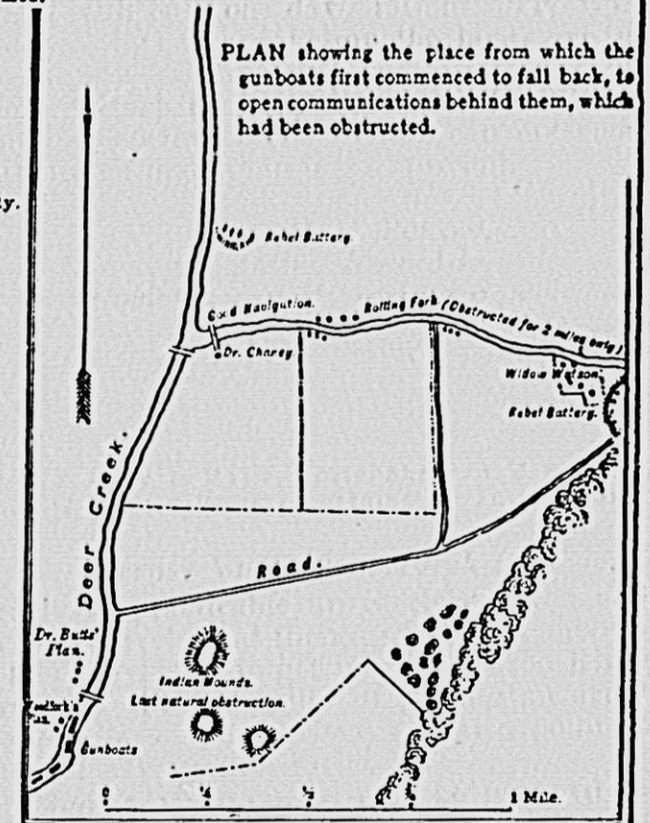 PLAN showing the place from which the
gunboats first commenced to fall back, to
open communications behind them, which
had been obstructed.
Rebel Battery.
Good Navigation.
Rolling Fork (Obstructed for 2 miles only)
Dr. Chaney
Widow Watson
Rebel Battery.
Deer Creek.
Road.
Dr. Butts'
Plan.
Indian Mounds.
Last natural obstruction.
Gunboats
0 ¼ ½ ¾ 1 Mile.